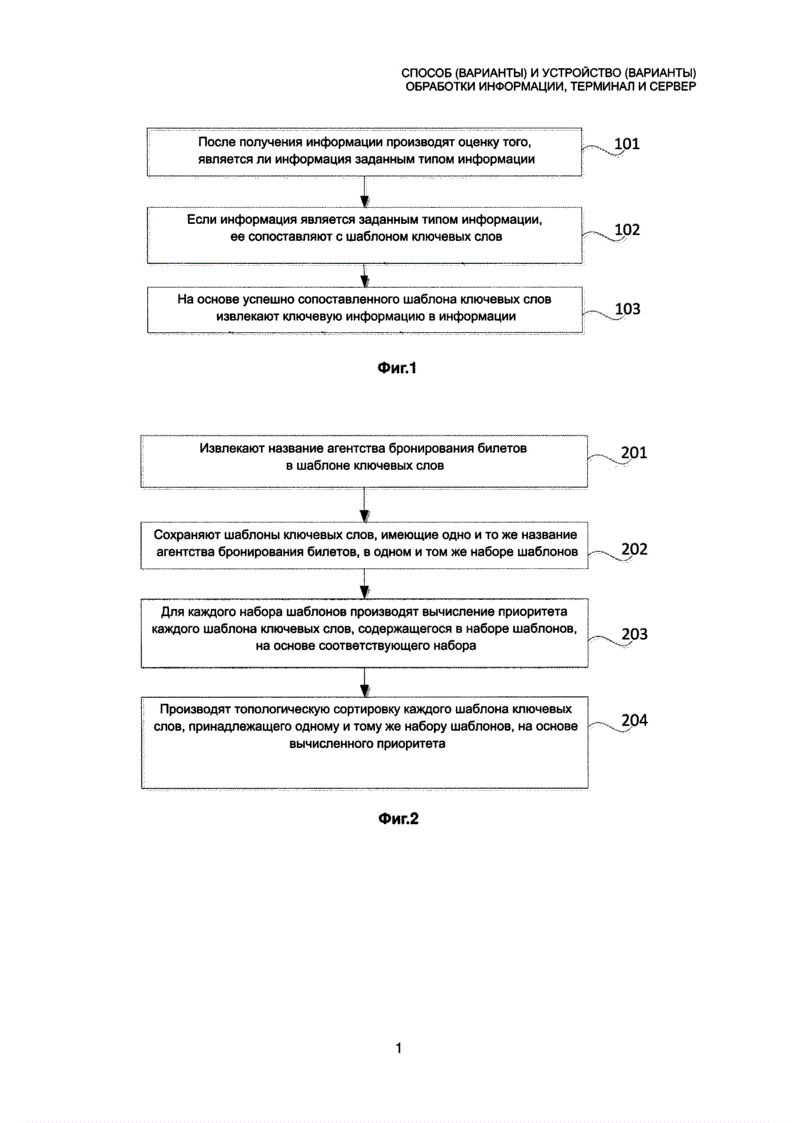 СПОСОБ (ВАРИАНТЫ) И УСТРОЙСТВО (ВАРИАНТЫ)
ОБРАБОТКИ ИНФОРМАЦИИ, ТЕРМИНАЛ И СЕРВЕР
После получения информации производят оценку того,
является ли информация заданным типом информации
101
Если информация является заданным типом информации,
ее сопоставляют с шаблоном ключевых слов
102
На основе успешно сопоставленного шаблона ключевых слов
извлекают ключевую информацию в информации
103
Фиг.1
Извлекают название агентства бронирования билетов
в шаблоне ключевых слов
201
Сохраняют шаблоны ключевых слов, имеющие одно и то же название
агентства бронирования билетов, в одном и том же наборе шаблонов
202
Для каждого набора шаблонов производят вычисление приоритета
каждого шаблона ключевых слов, содержащегося в наборе шаблонов,
на основе соответствующего набора
203
Производят топологическую сортировку каждого шаблона ключевых
слов, принадлежащего одному и тому же набору шаблонов, на основе
вычисленного приоритета
204
Фиг.2
1